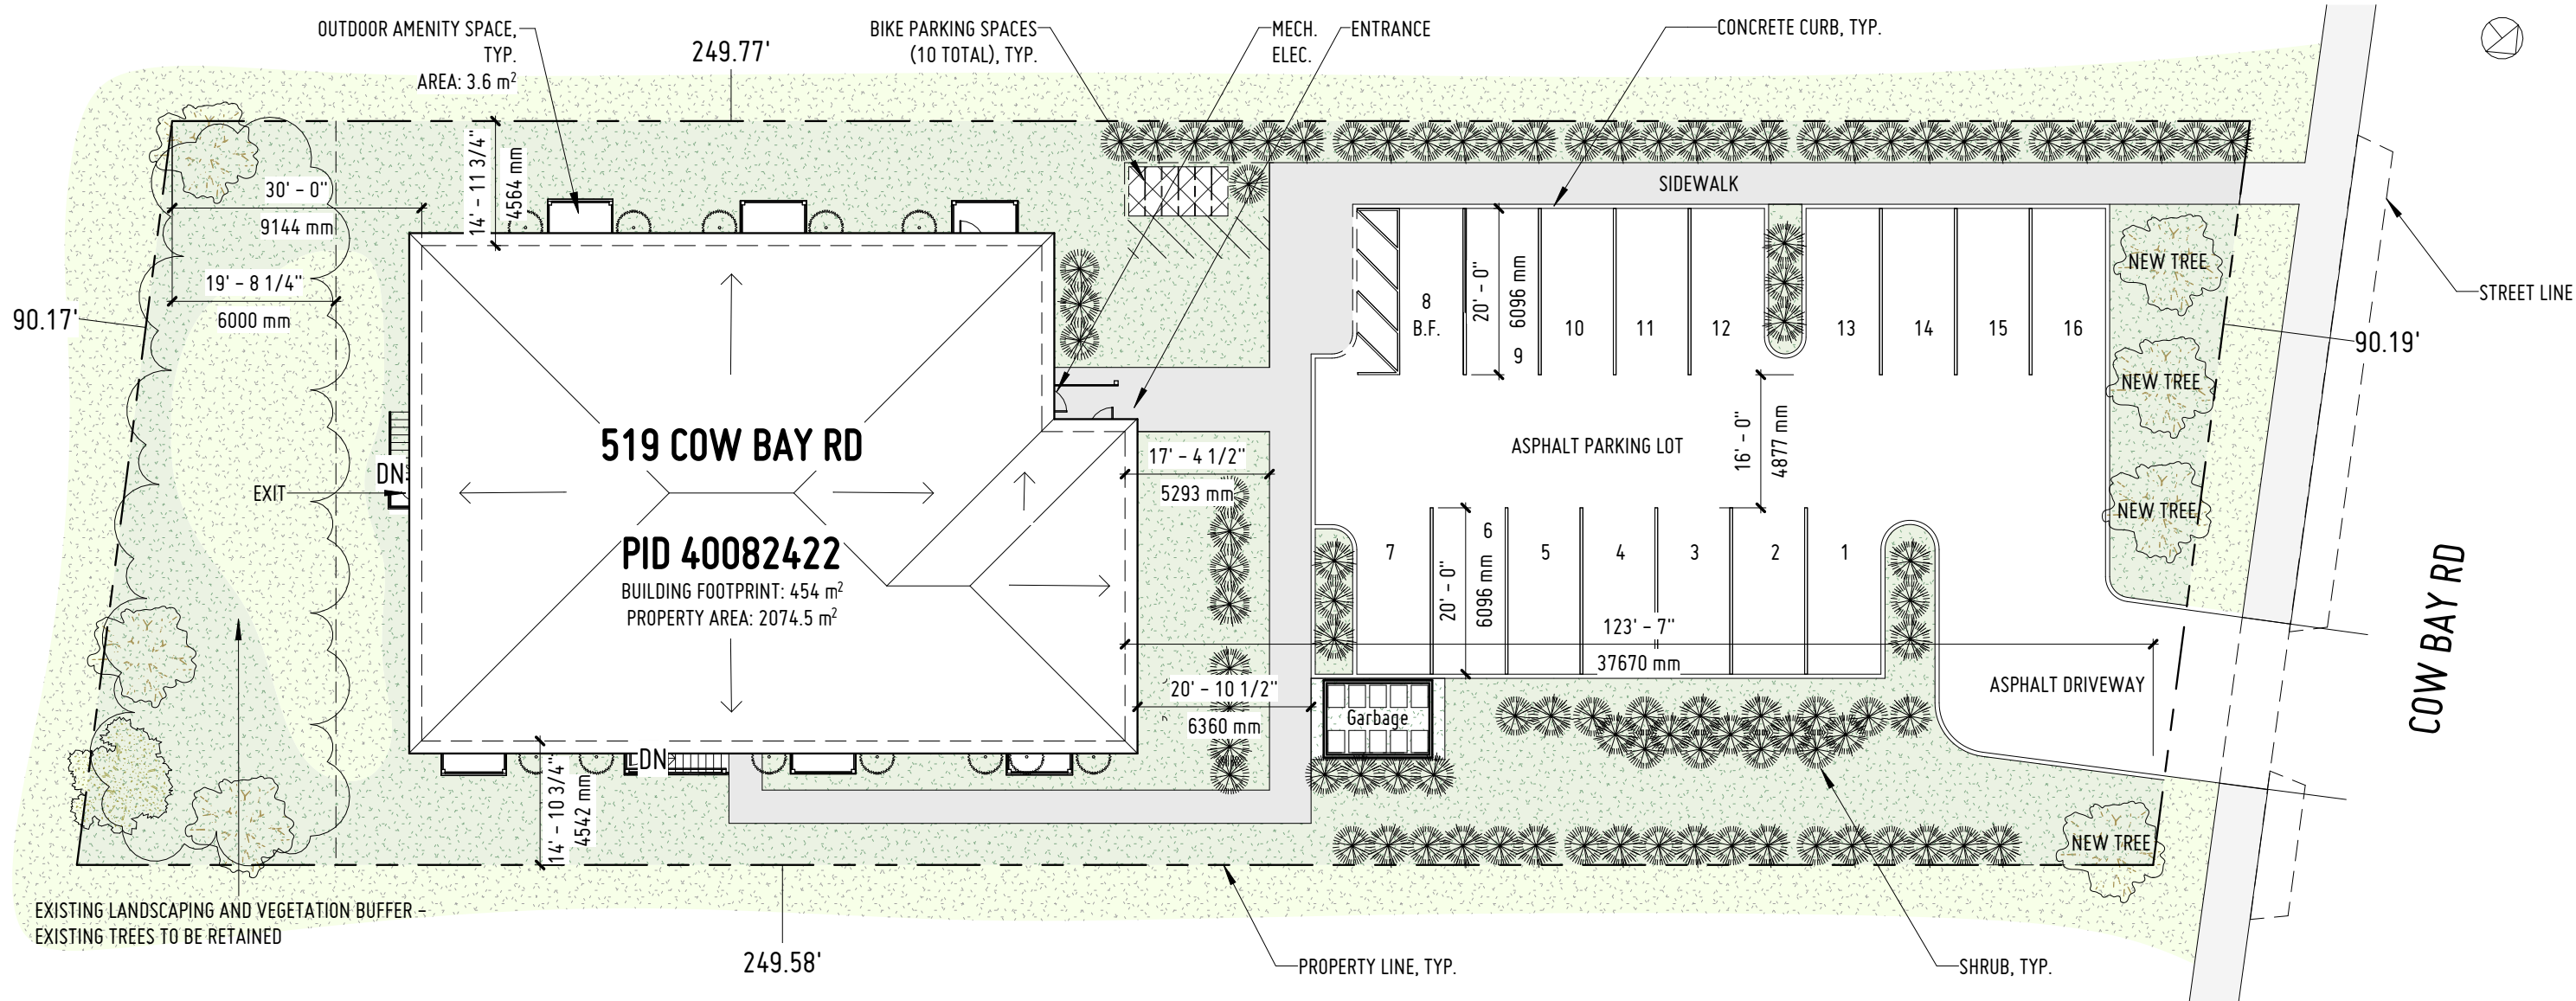 OUTDOOR AMENITY SPACE,
TYP.
AREA: 3.6 m²
249.77'
BIKE PARKING SPACES
(10 TOTAL), TYP.
MECH.
ELEC.
ENTRANCE
CONCRETE CURB, TYP.
14' - 11 3/4"
4564 mm
30' - 0"
9144 mm
19' - 8 1/4"
6000 mm
90.17'
SIDEWALK
NEW TREE
STREET LINE
8
B.F.
20' - 0"
6096 mm
9
10
11
12
13
14
15
16
90.19'
NEW TREE
519 COW BAY RD
DN
EXIT
17' - 4 1/2"
5293 mm
ASPHALT PARKING LOT
16' - 0"
4877 mm
NEW TREE
PID 40082422
BUILDING FOOTPRINT: 454 m²
PROPERTY AREA: 2074.5 m²
7
20' - 0"
6096 mm
6
5
4
3
2
1
123' - 7"
37670 mm
COW BAY RD
20' - 10 1/2"
6360 mm
ASPHALT DRIVEWAY
Garbage
DN
14' - 10 3/4"
4542 mm
NEW TREE
EXISTING LANDSCAPING AND VEGETATION BUFFER -
EXISTING TREES TO BE RETAINED
249.58'
PROPERTY LINE, TYP.
SHRUB, TYP.